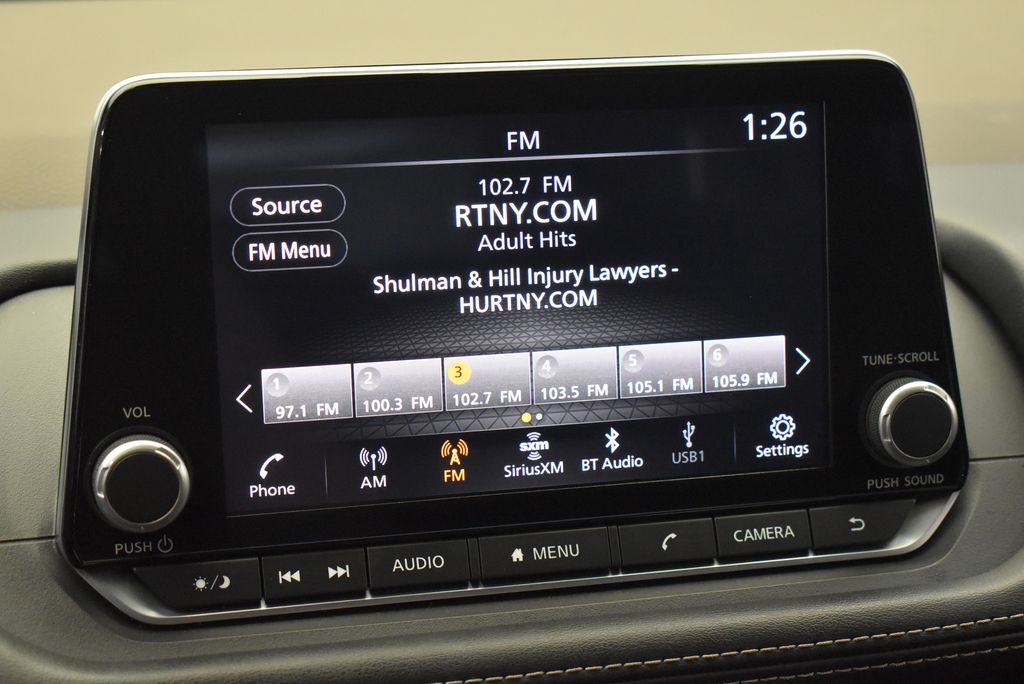 FM
1:26
102.7 FM
RTNY.COM
Adult Hits
Source
FM Menu
Shulman & Hill Injury Lawyers -
HURTNY.COM
1 97.1 FM
2 100.3 FM
3 102.7 FM
4 103.5 FM
5 105.1 FM
6 105.9 FM
Phone
AM
FM
sxm
SiriusXM
BT Audio
USB1
Settings
VOL
PUSH
TUNE·SCROLL
PUSH SOUND
AUDIO
MENU
CAMERA